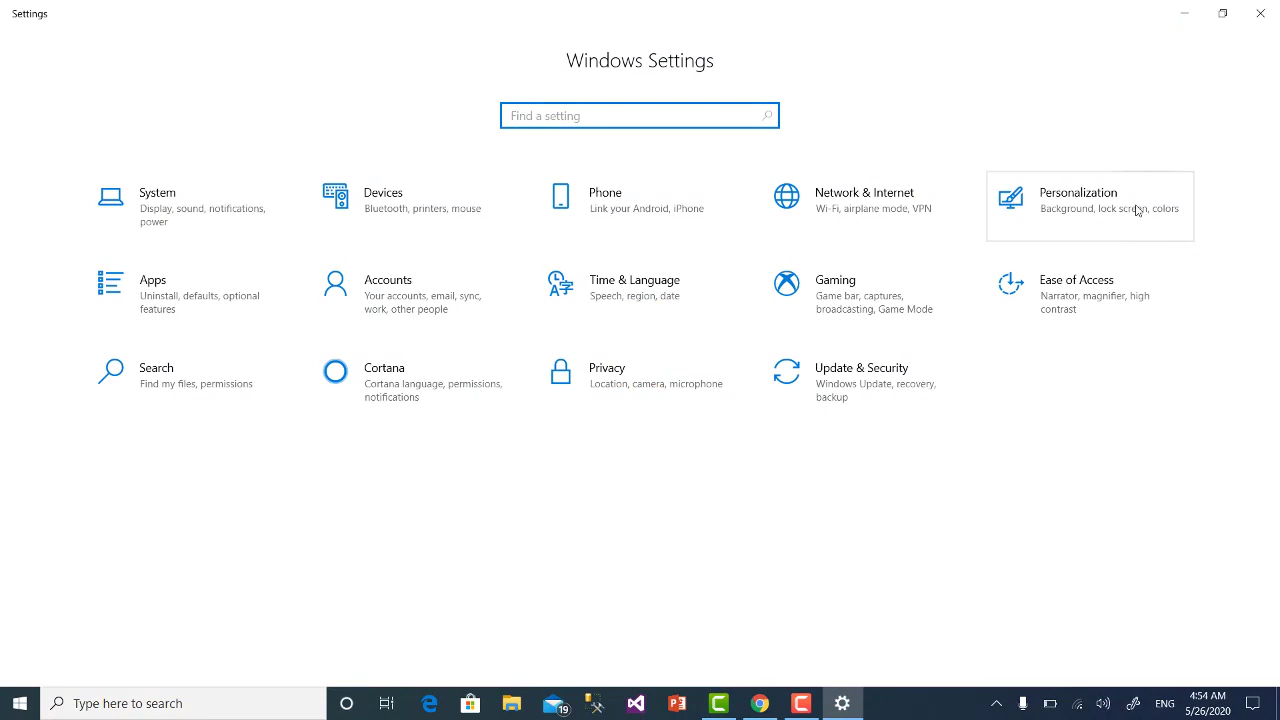 Settings
Windows Settings
Find a setting
System
Display, sound, notifications,
power
Devices
Bluetooth, printers, mouse
Phone
Link your Android, iPhone
Network & Internet
Wi-Fi, airplane mode, VPN
Personalization
Background, lock screen, colors
Apps
Uninstall, defaults, optional
features
Accounts
Your accounts, email, sync,
work, other people
Time & Language
Speech, region, date
Gaming
Game bar, captures,
broadcasting, Game Mode
Ease of Access
Narrator, magnifier, high
contrast
Search
Find my files, permissions
Cortana
Cortana language, permissions,
notifications
Privacy
Location, camera, microphone
Update & Security
Windows Update, recovery,
backup
Type here to search
19
ENG
4:54 AM
5/26/2020